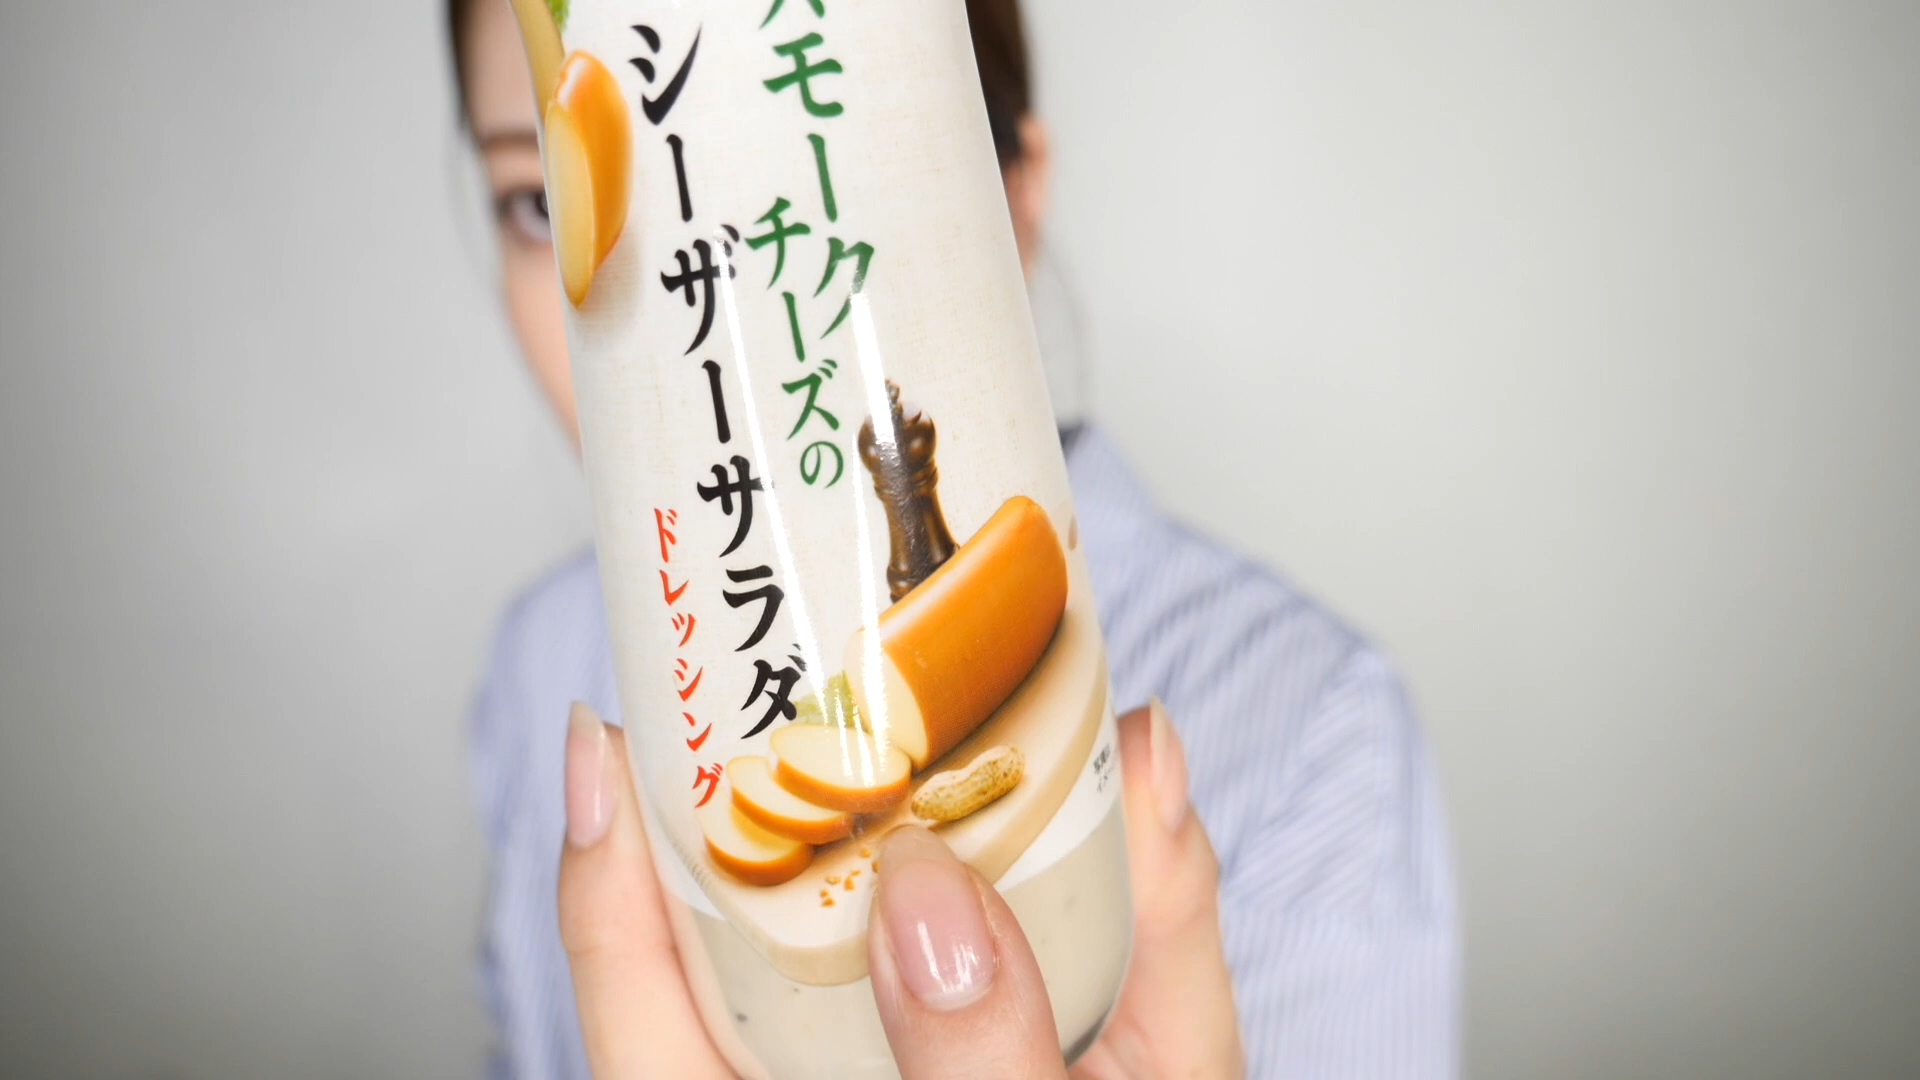 スモーク
チーズの
シーザーサラダ
ドレッシング